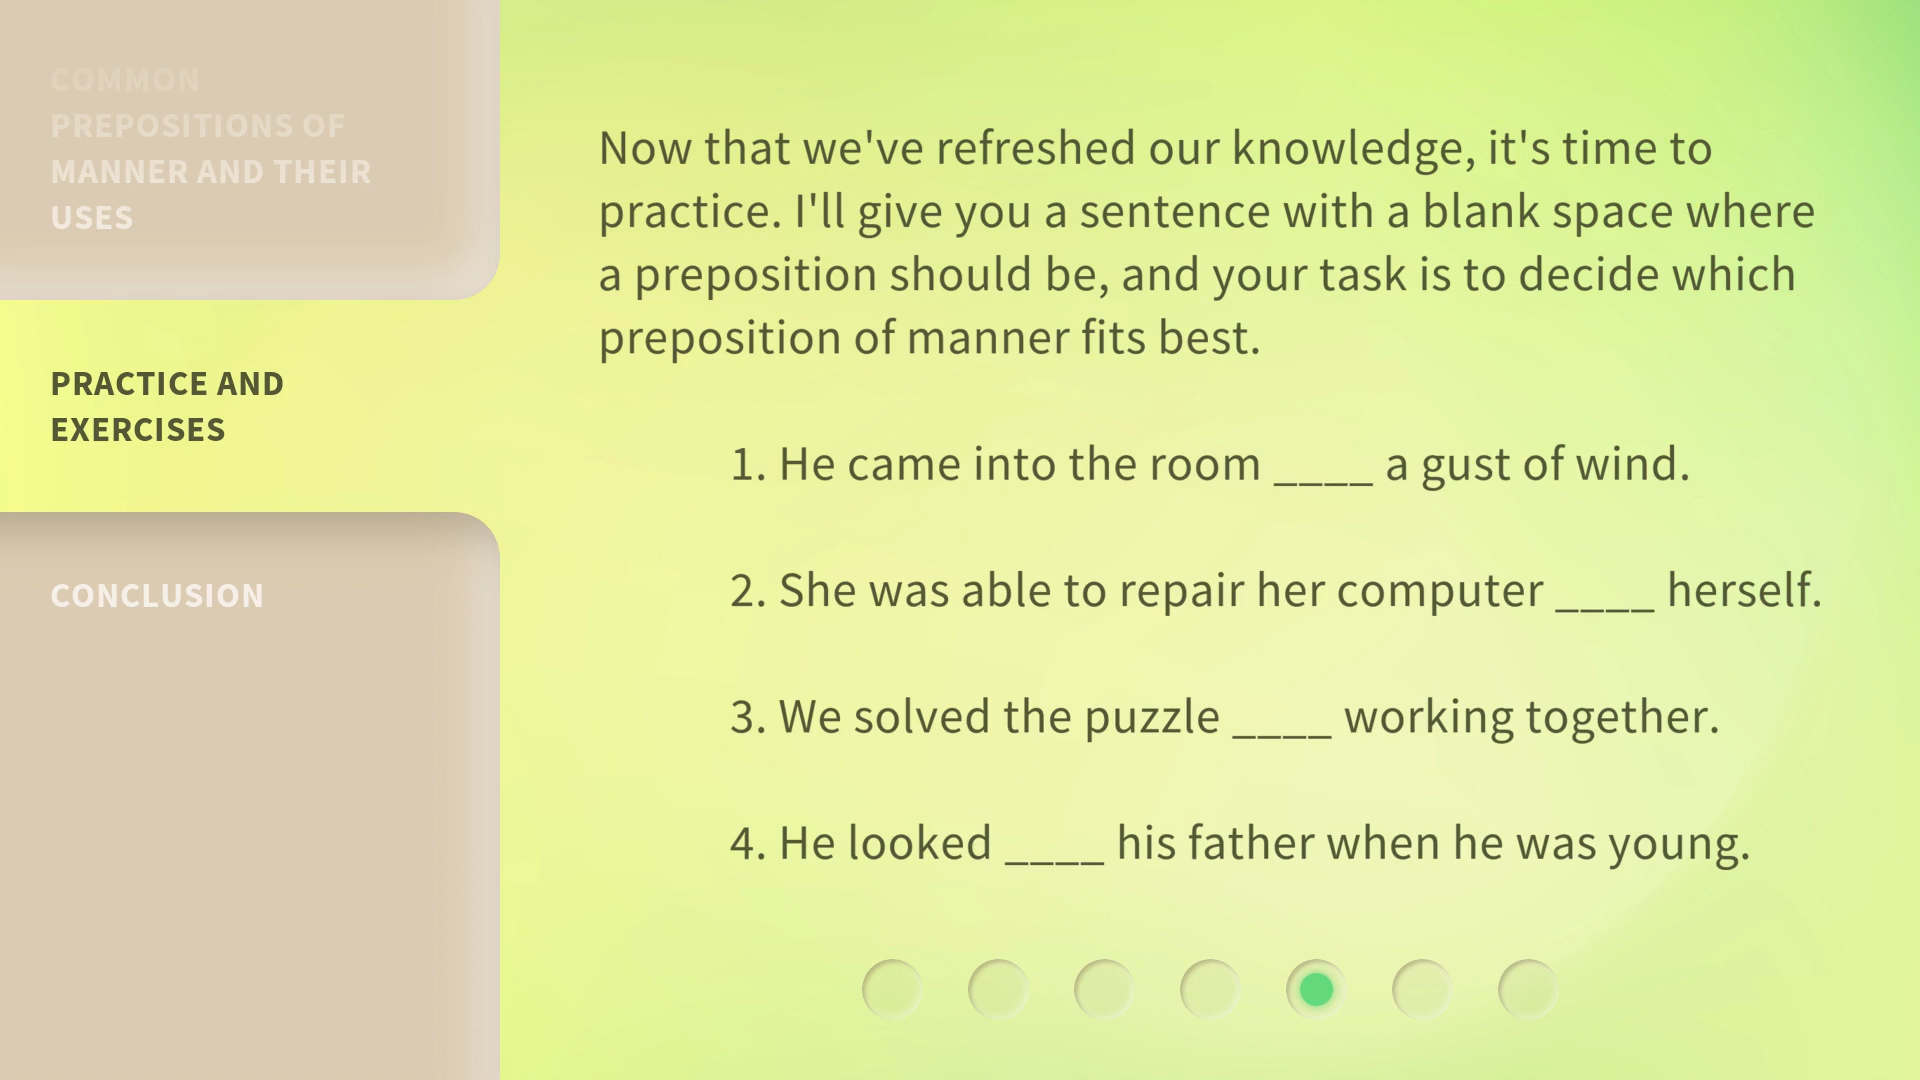 COMMON
PREPOSITIONS OF
MANNER AND THEIR
USES
PRACTICE AND
EXERCISES
CONCLUSION
Now that we've refreshed our knowledge, it's time to
practice. I'll give you a sentence with a blank space where
a preposition should be, and your task is to decide which
preposition of manner fits best.
1. He came into the room ____ a gust of wind.
2. She was able to repair her computer ____ herself.
3. We solved the puzzle ____ working together.
4. He looked ____ his father when he was young.